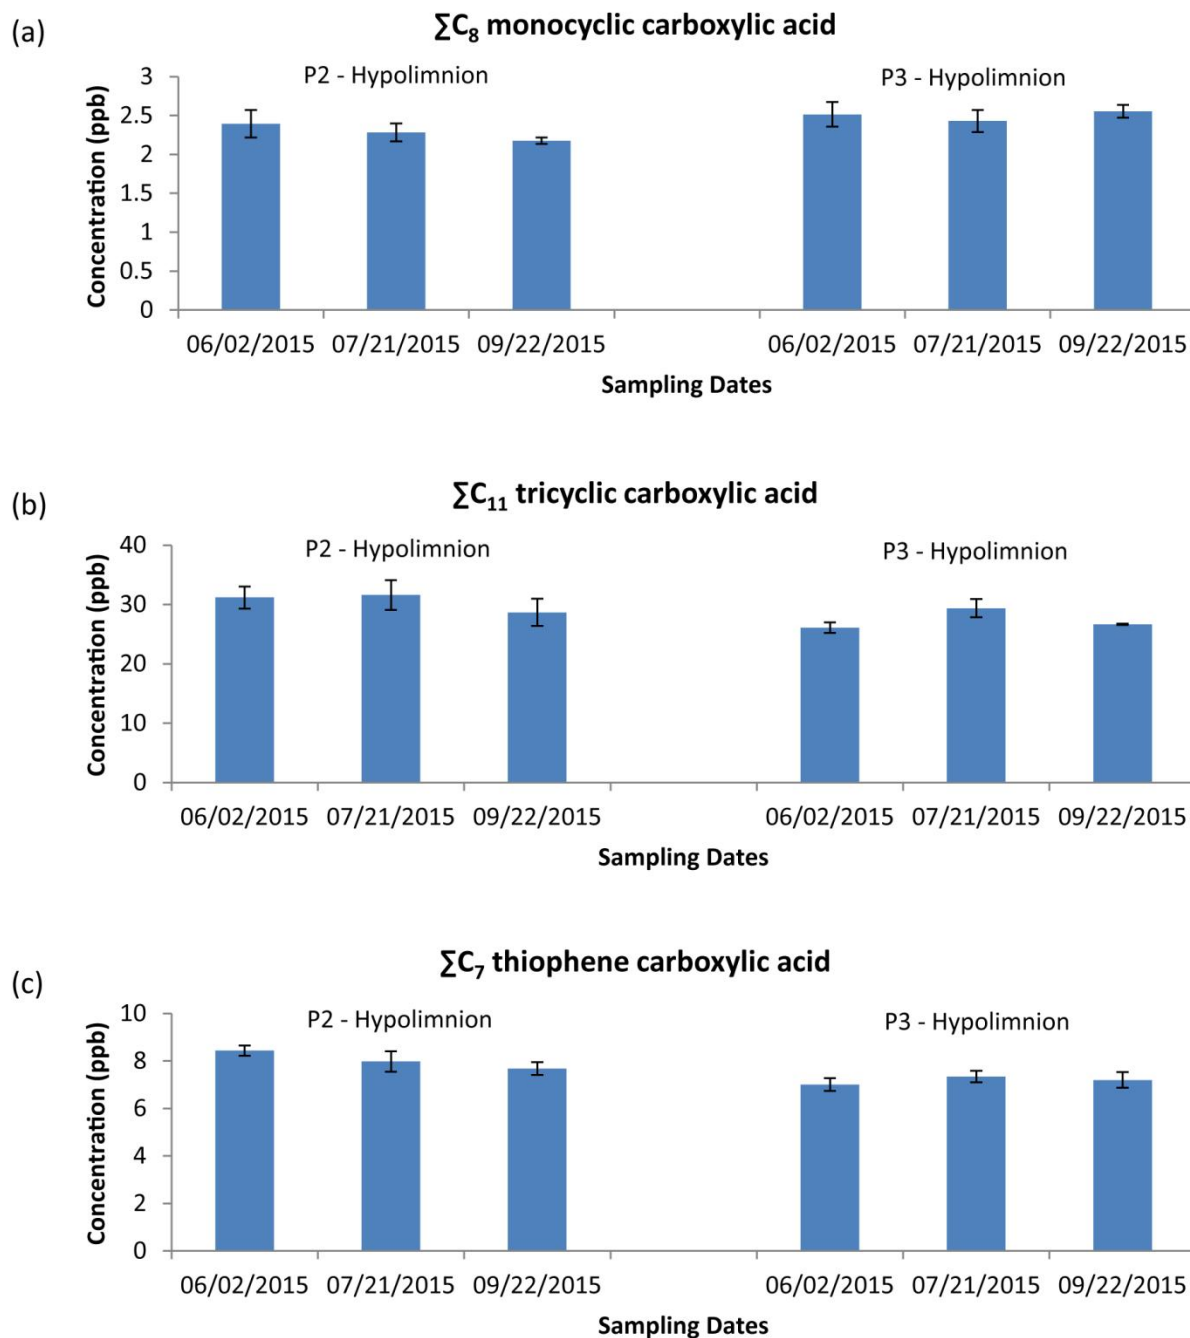 (a)
∑C₈ monocyclic carboxylic acid
P2 - Hypolimnion
P3 - Hypolimnion
Concentration (ppb)
3
2.5
2
1.5
1
0.5
0
06/02/2015 07/21/2015 09/22/2015 06/02/2015 07/21/2015 09/22/2015
Sampling Dates
(b)
∑C₁₁ tricyclic carboxylic acid
P2 - Hypolimnion
P3 - Hypolimnion
Concentration (ppb)
40
30
20
10
0
06/02/2015 07/21/2015 09/22/2015 06/02/2015 07/21/2015 09/22/2015
Sampling Dates
(c)
∑C₇ thiophene carboxylic acid
P2 - Hypolimnion
P3 - Hypolimnion
Concentration (ppb)
10
8
6
4
2
0
06/02/2015 07/21/2015 09/22/2015 06/02/2015 07/21/2015 09/22/2015
Sampling Dates